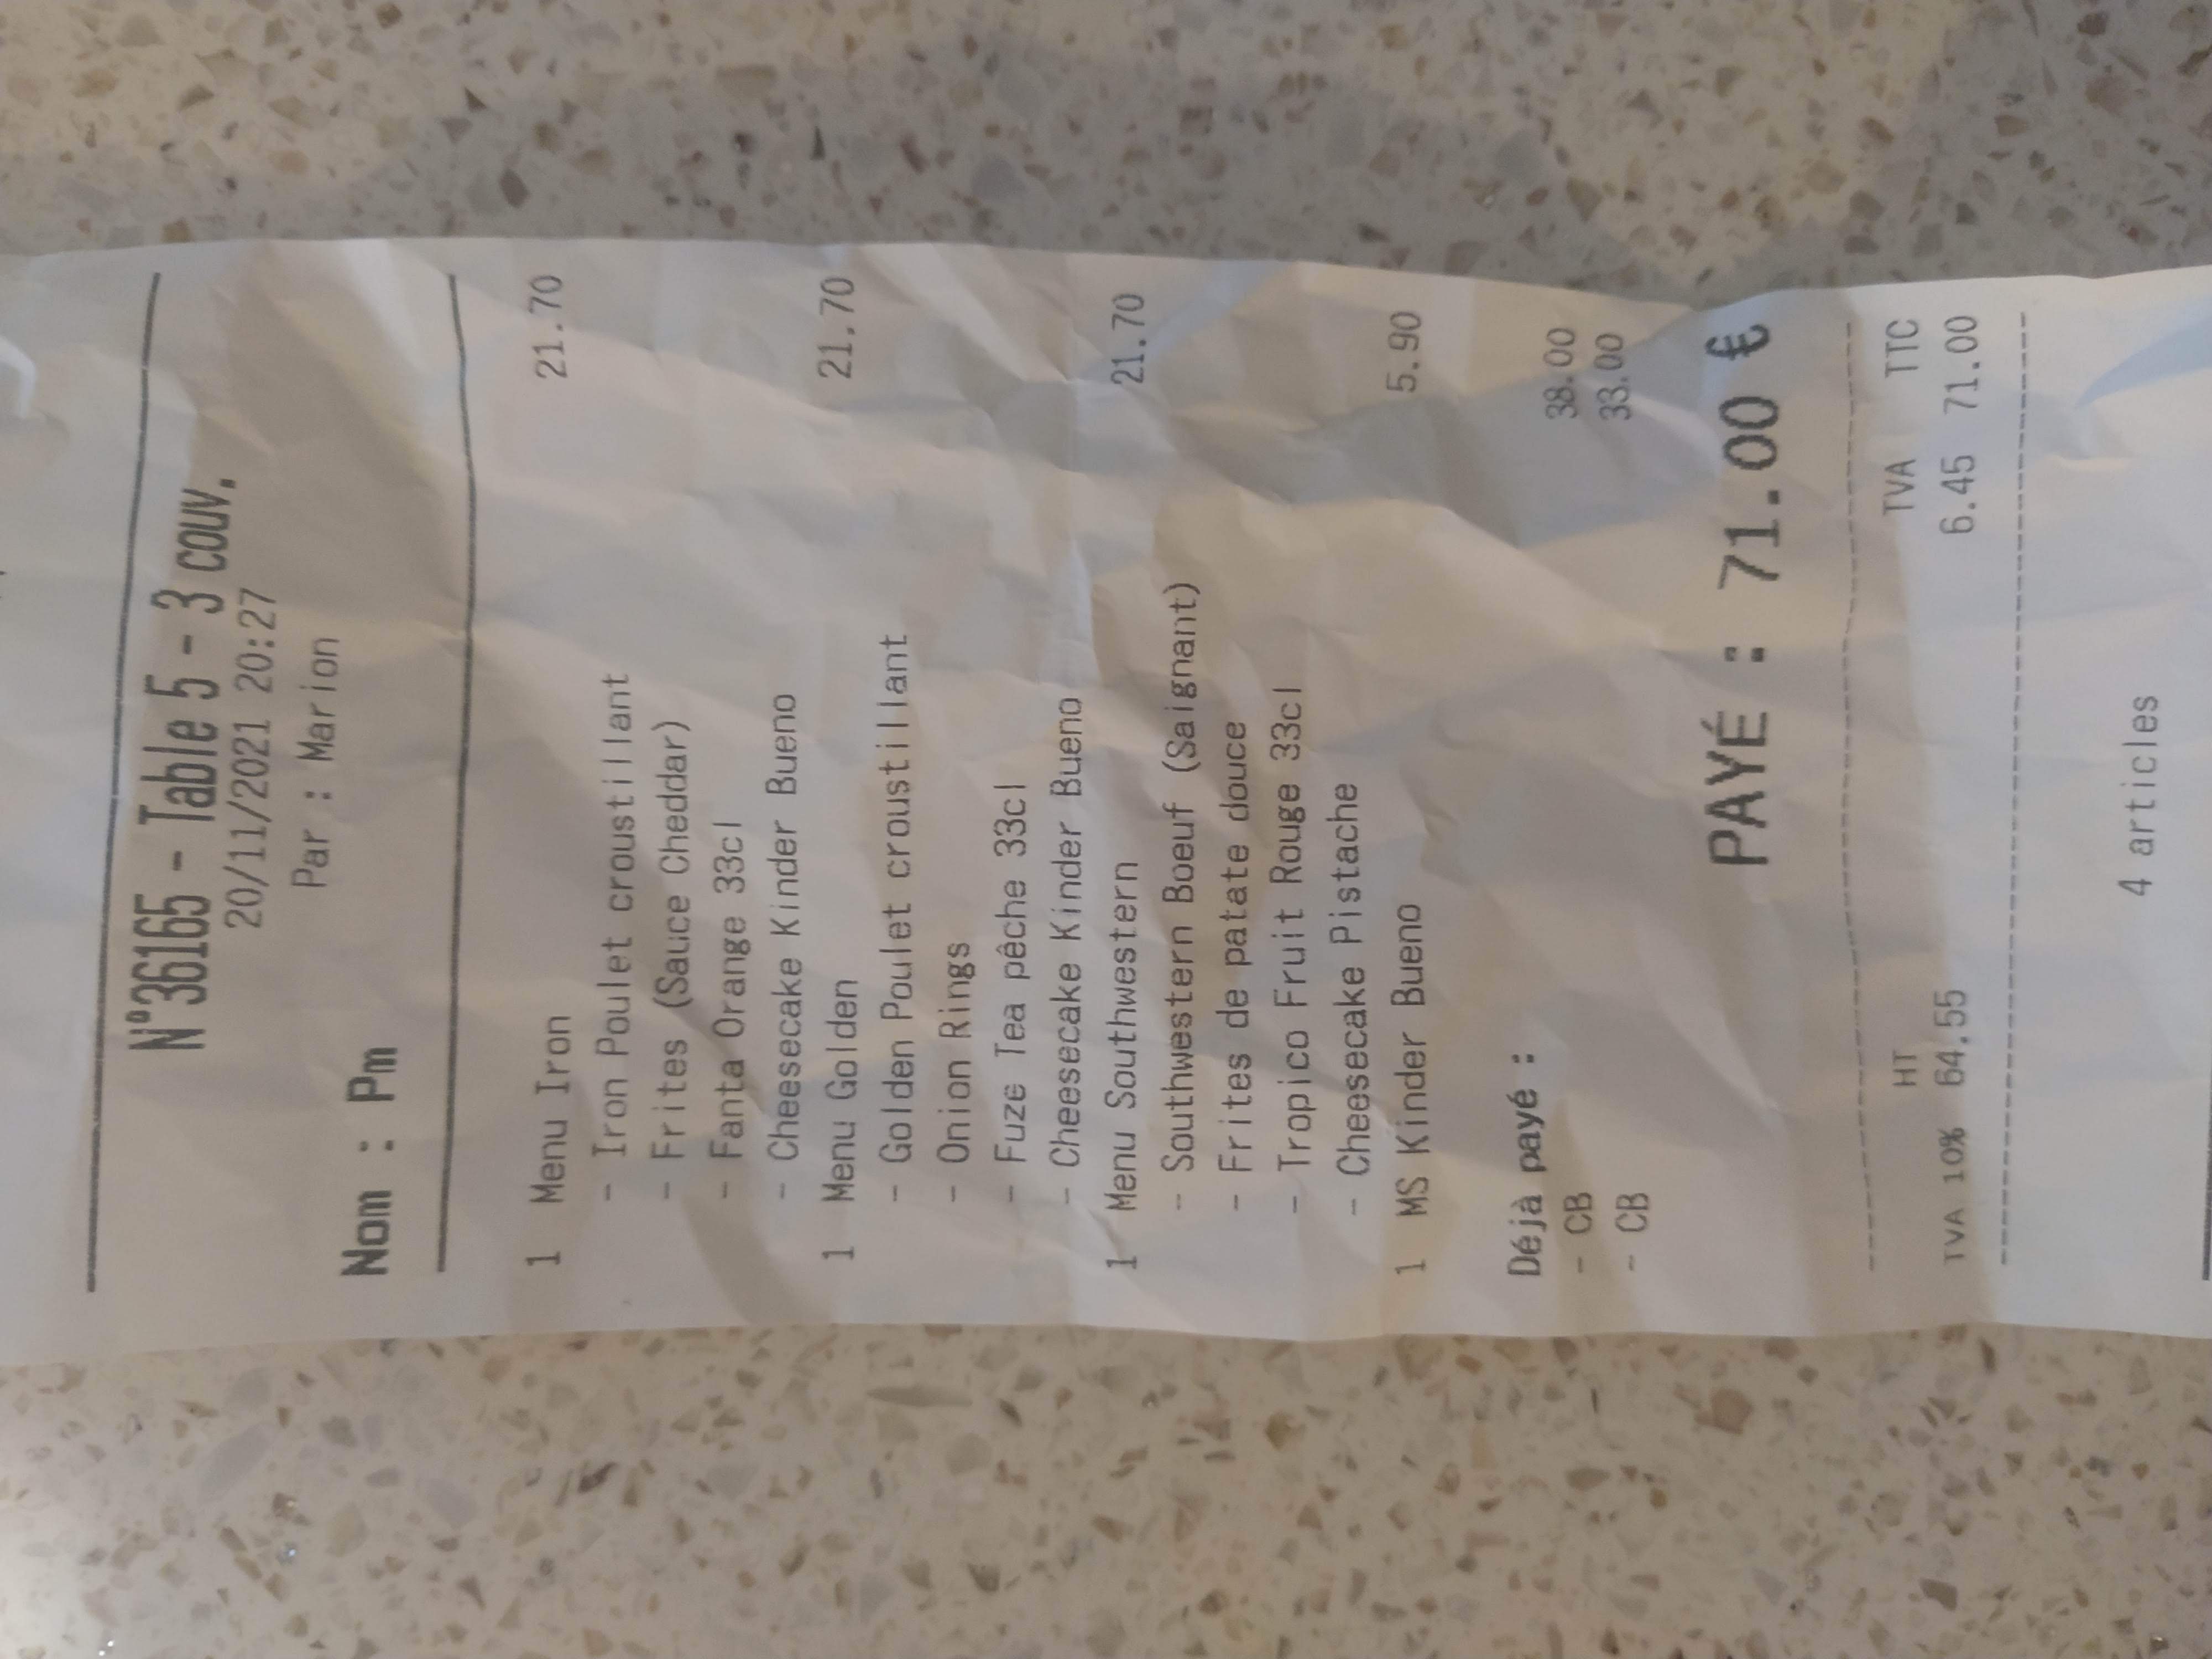 N°36165 - Table 5 - 3 couv.
20/11/2021 20:27
Par : Marion
Nom : Pm
1 Menu Iron 21.70
- Iron Poulet croustillant
- Frites (Sauce Cheddar)
- Fanta Orange 33cl
- Cheesecake Kinder Bueno
1 Menu Golden 21.70
- Golden Poulet croustillant
- Onion Rings
- Fuze Tea pêche 33cl
- Cheesecake Kinder Bueno
1 Menu Southwestern 21.70
- Southwestern Boeuf (Saignant)
- Frites de patate douce
- Tropico Fruit Rouge 33cl
- Cheesecake Pistache
1 MS Kinder Bueno 5.90
Déjà payé :
- CB 38.00
- CB 33.00
PAYÉ : 71.00 €
HT TVA TTC
TVA 10% 64.55 6.45 71.00
4 articles